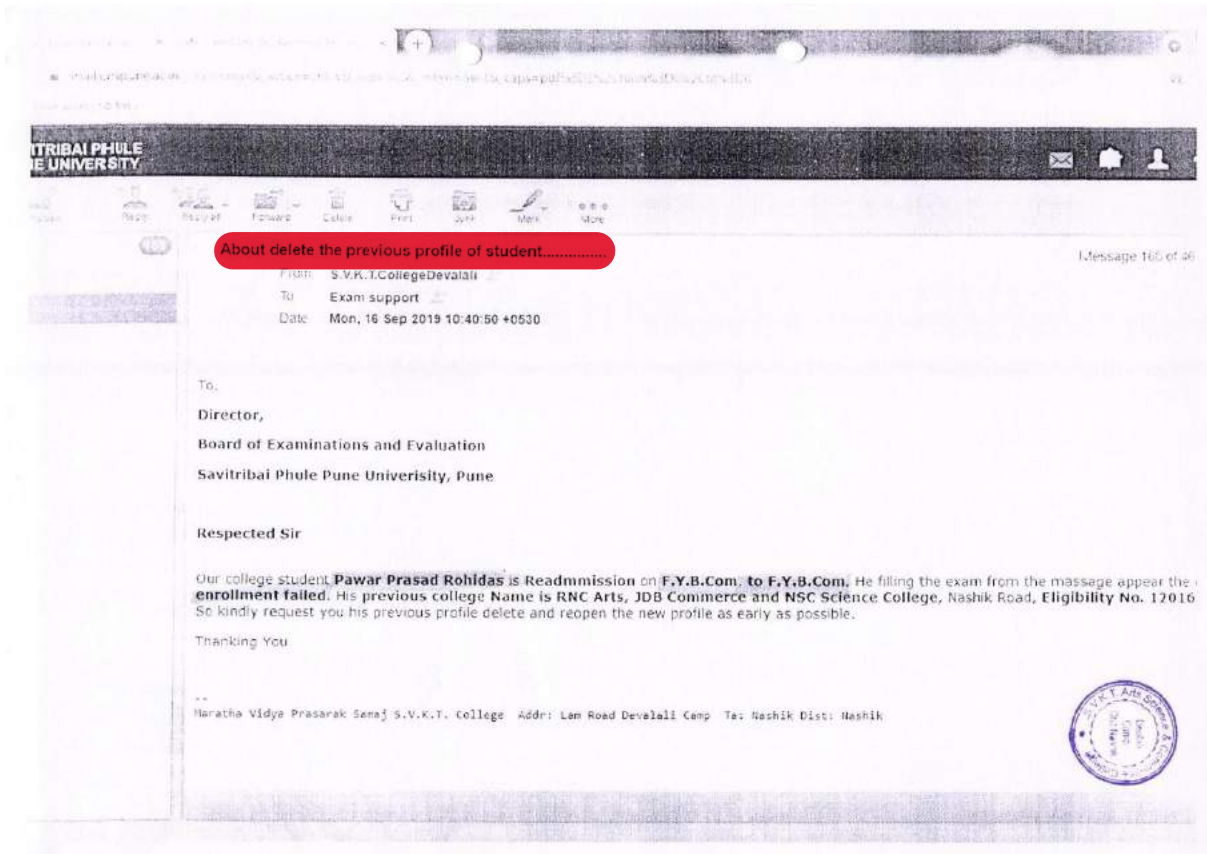 ITRIBAI PHULE
NE UNIVERSITY
Reply
Reply all
Forward
Delete
Print
Junk
Mark
More
About delete the previous profile of student................
Message 166 of 46
From S.V.K.T.CollegeDevalali
To Exam support
Date Mon, 16 Sep 2019 10:40:50 +0530
To,
Director,
Board of Examinations and Evaluation
Savitribai Phule Pune Univerisity, Pune
Respected Sir
Our college student Pawar Prasad Rohidas is Readmmission on F.Y.B.Com. to F.Y.B.Com. He filling the exam from the massage appear the
enrollment failed. His previous college Name is RNC Arts, JDB Commerce and NSC Science College, Nashik Road, Eligibility No. 12016
So kindly request you his previous profile delete and reopen the new profile as early as possible.
Thanking You
--
Maratha Vidya Prasarak Samaj S.V.K.T. College Addr: Lam Road Devalali Camp Ta: Nashik Dist: Nashik